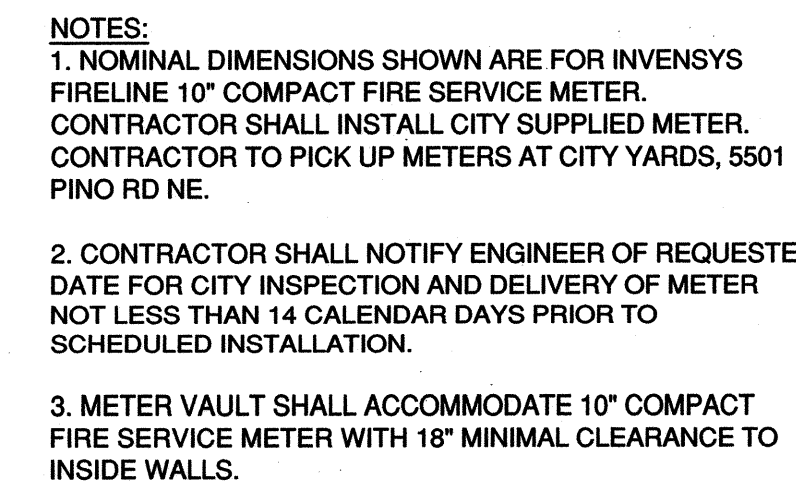 NOTES:
1. NOMINAL DIMENSIONS SHOWN ARE FOR INVENSYS
FIRELINE 10" COMPACT FIRE SERVICE METER.
CONTRACTOR SHALL INSTALL CITY SUPPLIED METER.
CONTRACTOR TO PICK UP METERS AT CITY YARDS, 5501
PINO RD NE.
2. CONTRACTOR SHALL NOTIFY ENGINEER OF REQUESTE
DATE FOR CITY INSPECTION AND DELIVERY OF METER
NOT LESS THAN 14 CALENDAR DAYS PRIOR TO
SCHEDULED INSTALLATION.
3. METER VAULT SHALL ACCOMMODATE 10" COMPACT
FIRE SERVICE METER WITH 18" MINIMAL CLEARANCE TO
INSIDE WALLS.